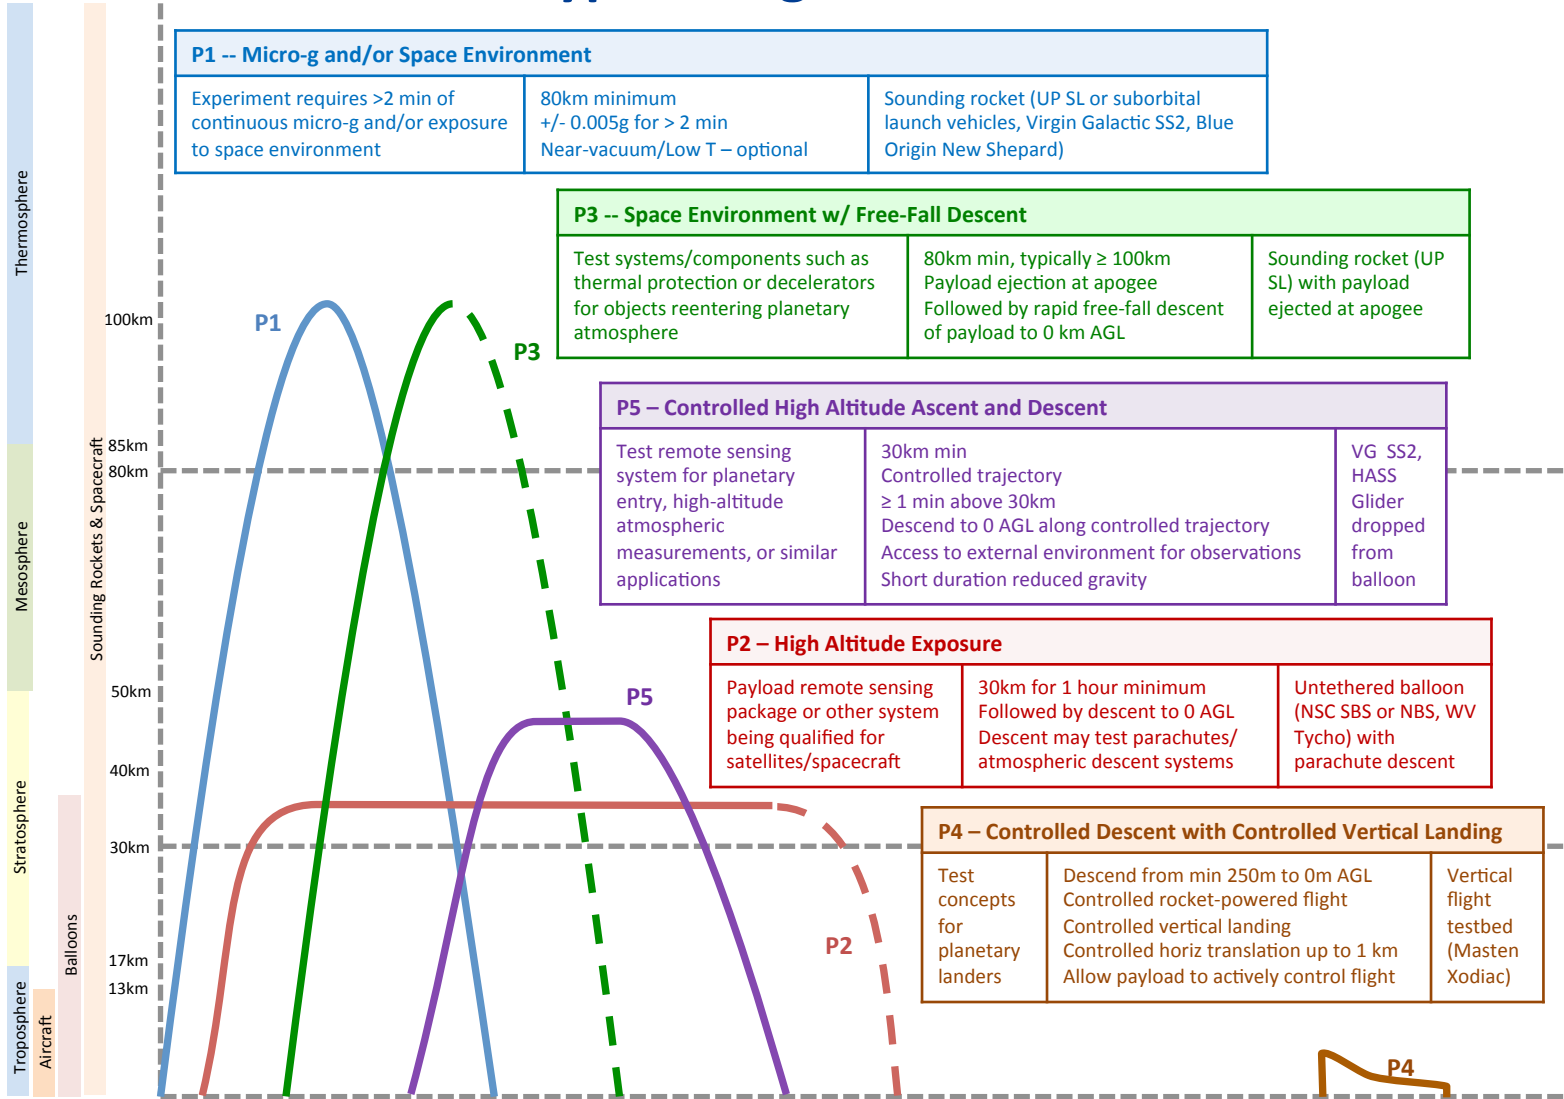 P1 -- Micro-g and/or Space Environment
Experiment requires >2 min of
continuous micro-g and/or exposure
to space environment
80km minimum
+/- 0.005g for > 2 min
Near-vacuum/Low T – optional
Sounding rocket (UP SL or suborbital
launch vehicles, Virgin Galactic SS2, Blue
Origin New Shepard)
P3 -- Space Environment w/ Free-Fall Descent
Test systems/components such as
thermal protection or decelerators
for objects reentering planetary
atmosphere
80km min, typically ≥ 100km
Payload ejection at apogee
Followed by rapid free-fall descent
of payload to 0 km AGL
Sounding rocket (UP
SL) with payload
ejected at apogee
P5 – Controlled High Altitude Ascent and Descent
Test remote sensing
system for planetary
entry, high-altitude
atmospheric
measurements, or similar
applications
30km min
Controlled trajectory
≥ 1 min above 30km
Descend to 0 AGL along controlled trajectory
Access to external environment for observations
Short duration reduced gravity
VG SS2,
HASS
Glider
dropped
from
balloon
P2 – High Altitude Exposure
Payload remote sensing
package or other system
being qualified for
satellites/spacecraft
30km for 1 hour minimum
Followed by descent to 0 AGL
Descent may test parachutes/
atmospheric descent systems
Untethered balloon
(NSC SBS or NBS, WV
Tycho) with
parachute descent
P4 – Controlled Descent with Controlled Vertical Landing
Test
concepts
for
planetary
landers
Descend from min 250m to 0m AGL
Controlled rocket-powered flight
Controlled vertical landing
Controlled horiz translation up to 1 km
Allow payload to actively control flight
Vertical
flight
testbed
(Masten
Xodiac)
Thermosphere
Mesosphere
Stratosphere
Troposphere
Aircraft
Balloons
Sounding Rockets & Spacecraft
100km
85km
80km
50km
40km
30km
17km
13km
P1
P3
P5
P2
P4